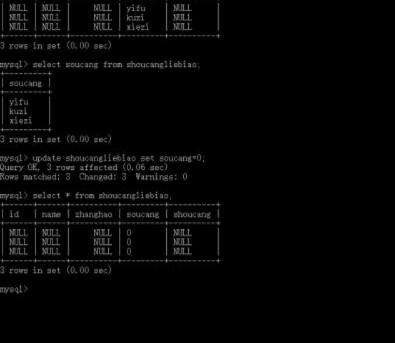 | NULL | NULL |     NULL | yifu    | NULL     |
| NULL | NULL |     NULL | kuzi    | NULL     |
| NULL | NULL |     NULL | xiezi   | NULL     |
+------+------+----------+---------+----------+
3 rows in set (0.00 sec)
mysql> select soucang from shoucangliebiao;
+---------+
| soucang |
+---------+
| yifu    |
| kuzi    |
| xiezi   |
+---------+
3 rows in set (0.00 sec)
mysql> update shoucangliebiao set soucang=0;
Query OK, 3 rows affected (0.06 sec)
Rows matched: 3  Changed: 3  Warnings: 0
mysql> select * from shoucangliebiao;
+------+------+----------+---------+----------+
| id   | name | zhanghao | soucang | shoucang |
+------+------+----------+---------+----------+
| NULL | NULL |     NULL | 0       | NULL     |
| NULL | NULL |     NULL | 0       | NULL     |
| NULL | NULL |     NULL | 0       | NULL     |
+------+------+----------+---------+----------+
3 rows in set (0.00 sec)
mysql>